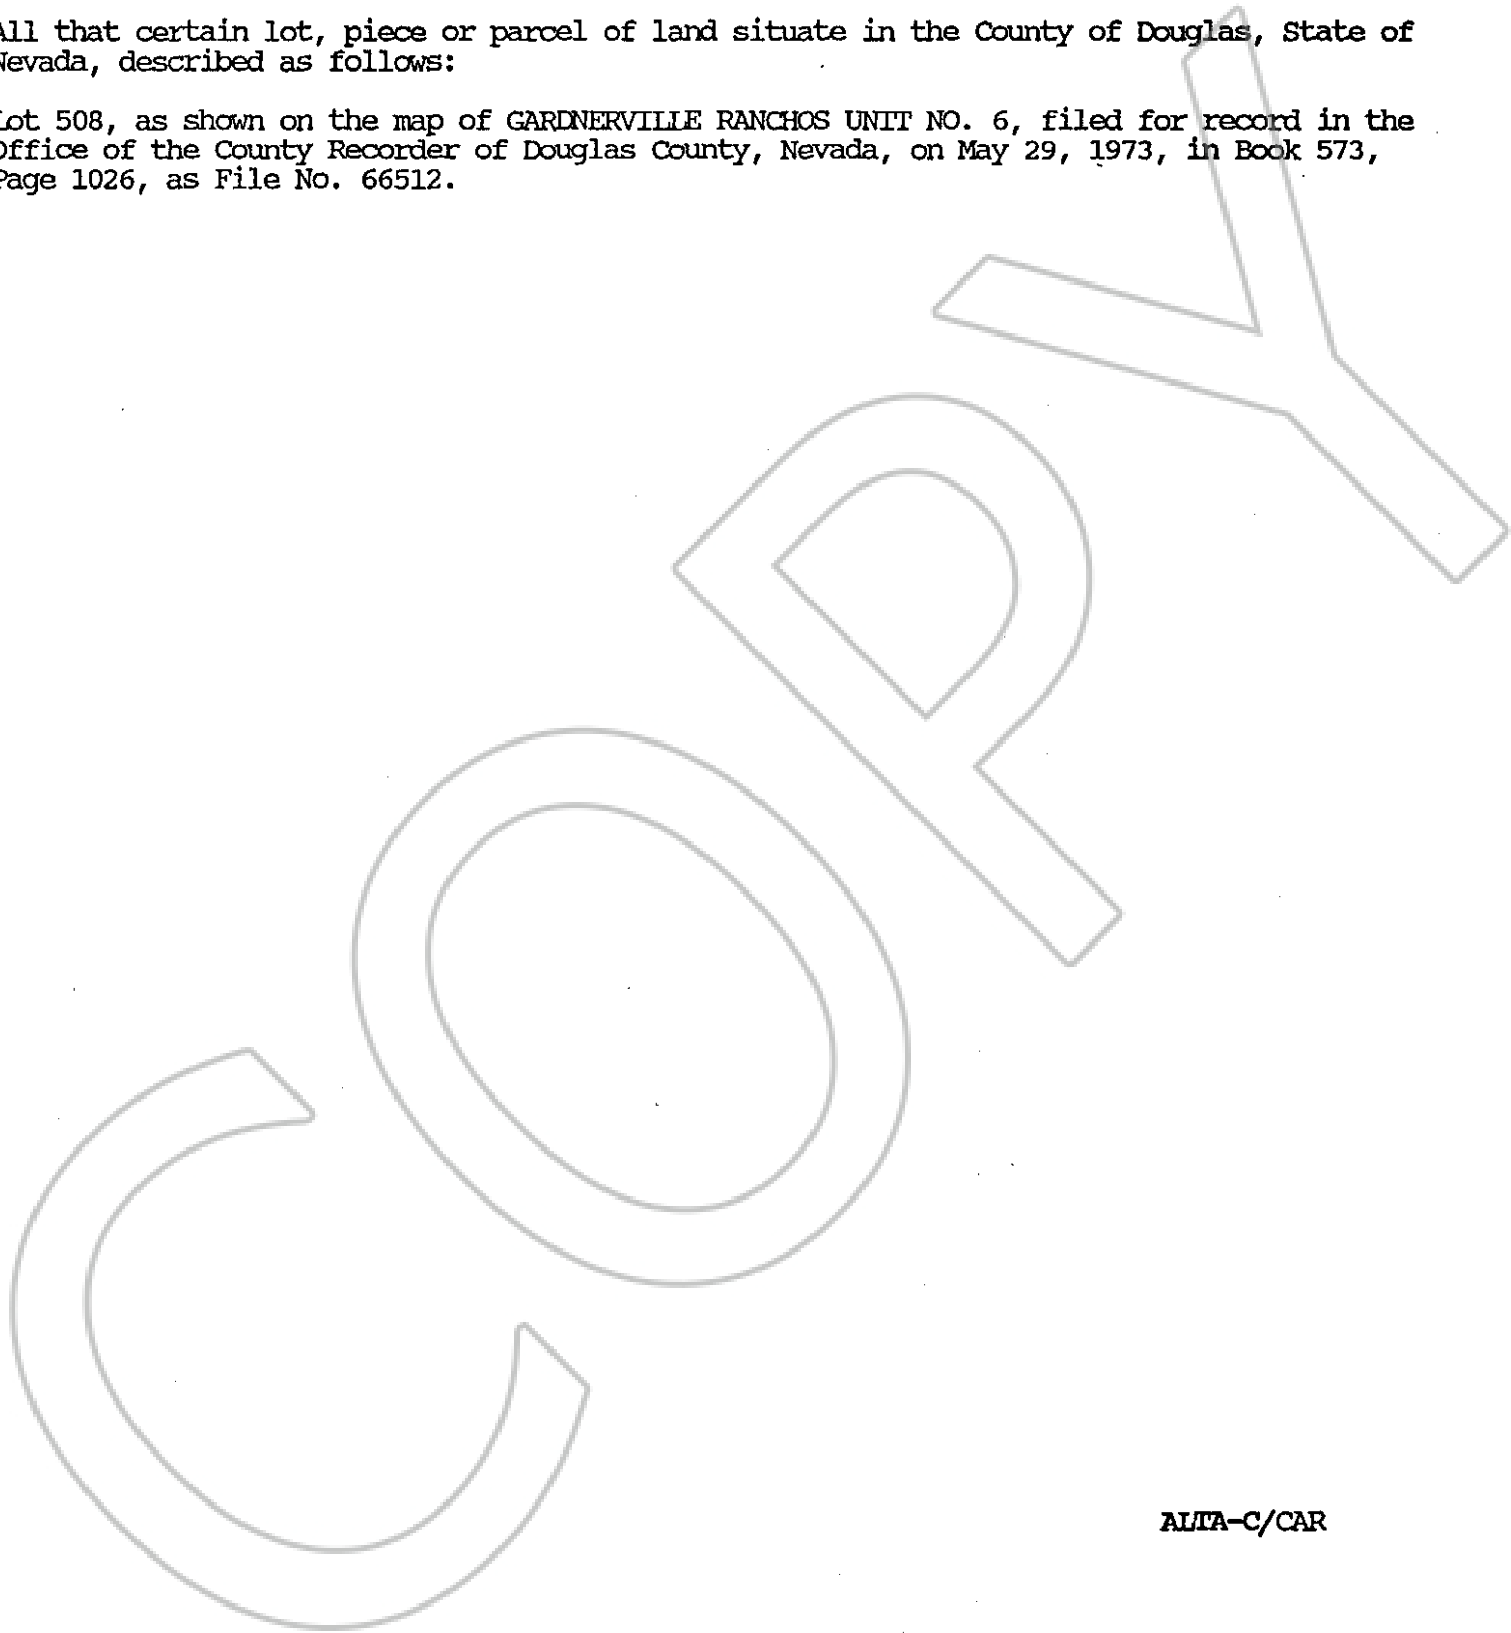 All that certain lot, piece or parcel of land situate in the County of Douglas, State of
Nevada, described as follows:
Lot 508, as shown on the map of GARDNERVILLE RANCHOS UNIT NO. 6, filed for record in the
Office of the County Recorder of Douglas County, Nevada, on May 29, 1973, in Book 573,
Page 1026, as File No. 66512.
COPY
ALTA-C/CAR